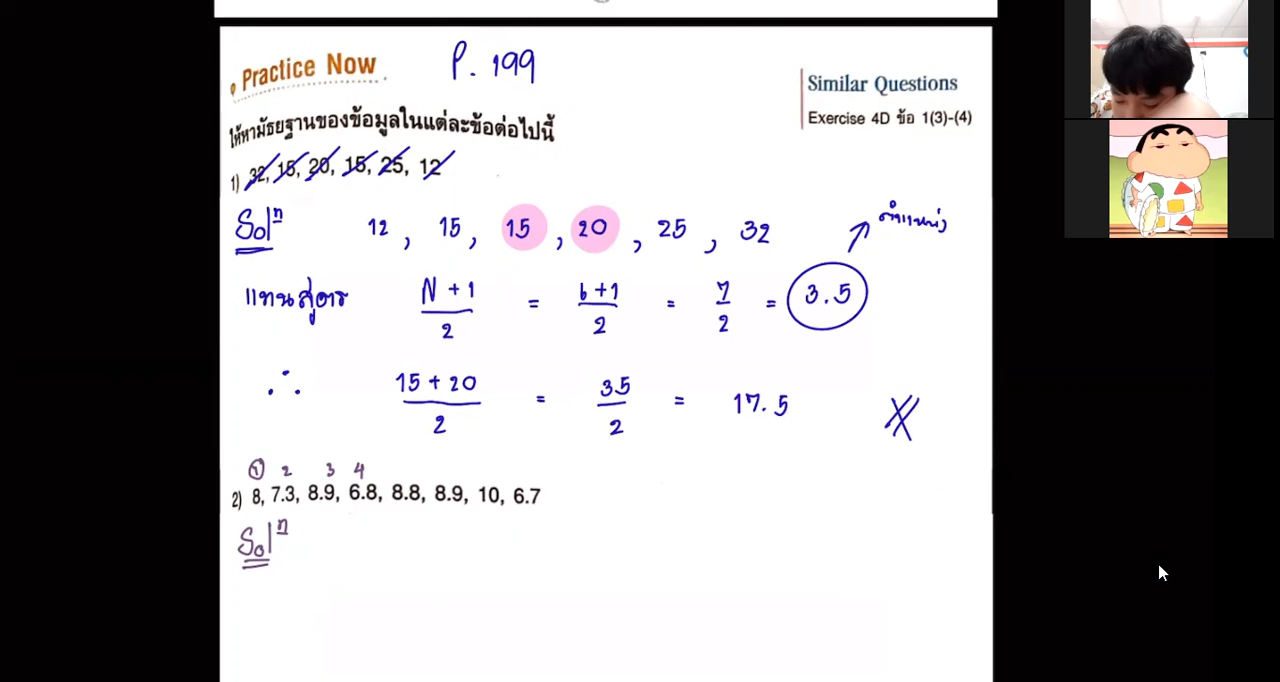 Practice Now P. 199
Similar Questions
Exercise 4D ข้อ 1(3)-(4)
ให้หามัธยฐานของข้อมูลในแต่ละข้อต่อไปนี้
1) 32, 15, 20, 15, 25, 12
Solⁿ 12 , 15 , 15 , 20 , 25 , 32 ตำแหน่ง
แทนสูตร N + 1 / 2 = 6 + 1 / 2 = 7 / 2 = 3.5
∴ 15 + 20 / 2 = 35 / 2 = 17.5
① 2 3 4
2) 8, 7.3, 8.9, 6.8, 8.8, 8.9, 10, 6.7
Solⁿ